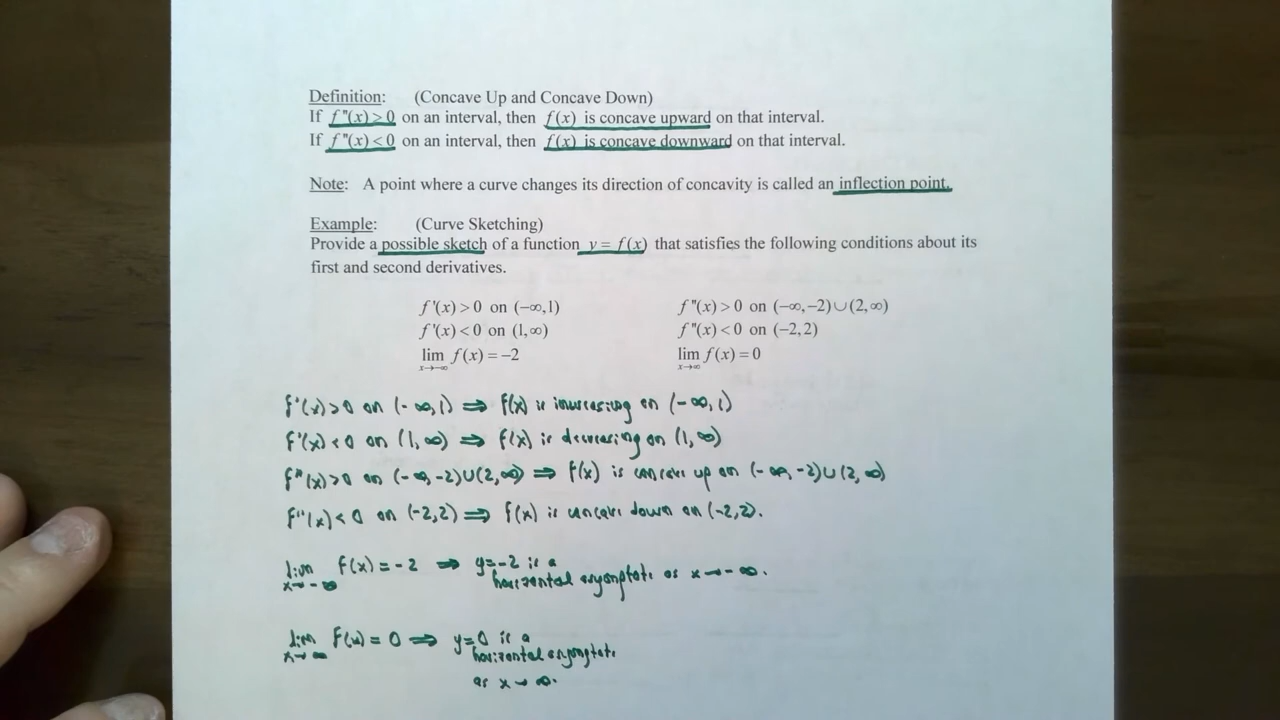 Definition: (Concave Up and Concave Down)
If f"(x)>0 on an interval, then f(x) is concave upward on that interval.
If f"(x)<0 on an interval, then f(x) is concave downward on that interval.
Note: A point where a curve changes its direction of concavity is called an inflection point.
Example: (Curve Sketching)
Provide a possible sketch of a function y = f(x) that satisfies the following conditions about its
first and second derivatives.
f'(x)>0 on (−∞,1) f"(x)>0 on (−∞,−2)∪(2,∞)
f'(x)<0 on (1,∞) f"(x)<0 on (−2,2)
lim f(x)=−2 lim f(x)=0
x→−∞ x→∞
f'(x)>0 on (-∞,1) ⇒ f(x) is increasing on (-∞,1)
f'(x)<0 on (1,∞) ⇒ f(x) is decreasing on (1,∞)
f"(x)>0 on (-∞,-2)∪(2,∞) ⇒ f(x) is concave up on (-∞,-2)∪(2,∞)
f"(x)<0 on (-2,2) ⇒ f(x) is concave down on (-2,2).
lim f(x)=-2 ⇒ y=-2 is a
x→-∞ horizontal asymptote as x→-∞.
lim f(x)=0 ⇒ y=0 is a
x→∞ horizontal asymptote
as x→∞.